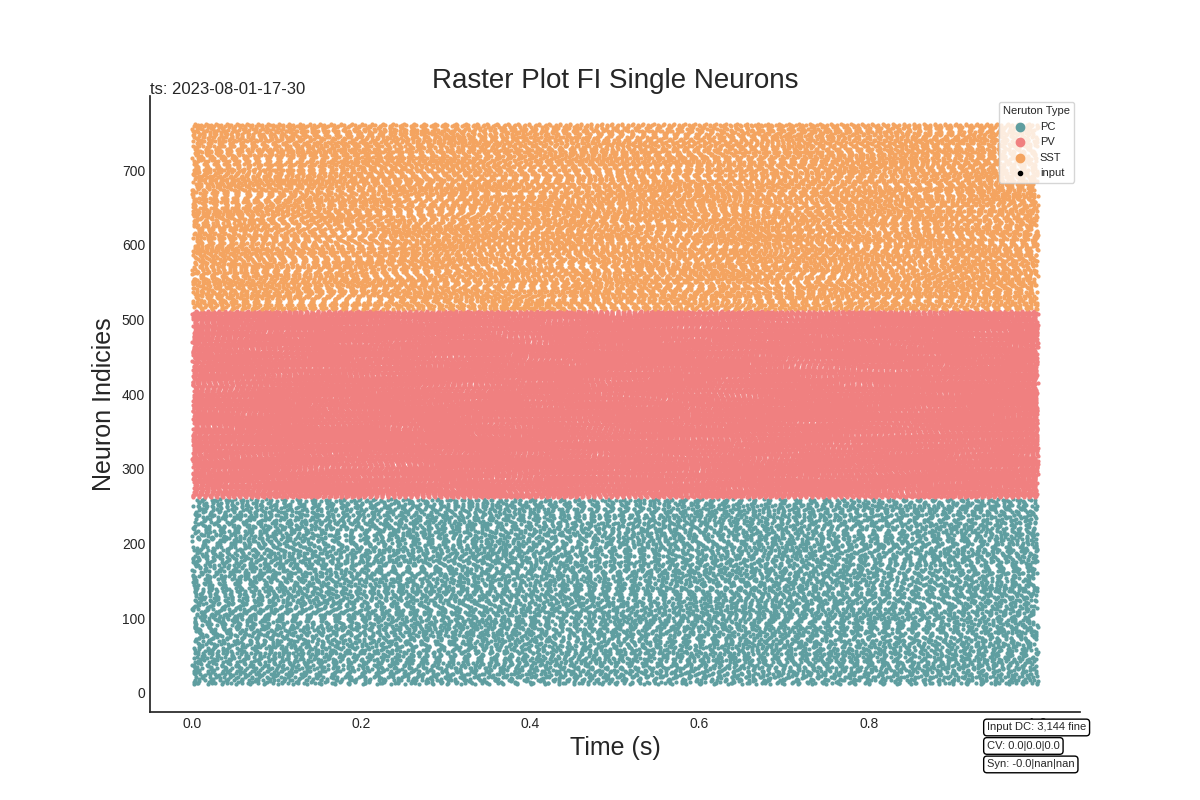 Raster Plot FI Single Neurons
ts: 2023-08-01-17-30
Neruton Type
PC
PV
SST
input
Neuron Indicies
700
600
500
400
300
200
100
0
0.0 0.2 0.4 0.6 0.8
Time (s)
Input DC: 3,144 fine
CV: 0.0|0.0|0.0
Syn: -0.0|nan|nan